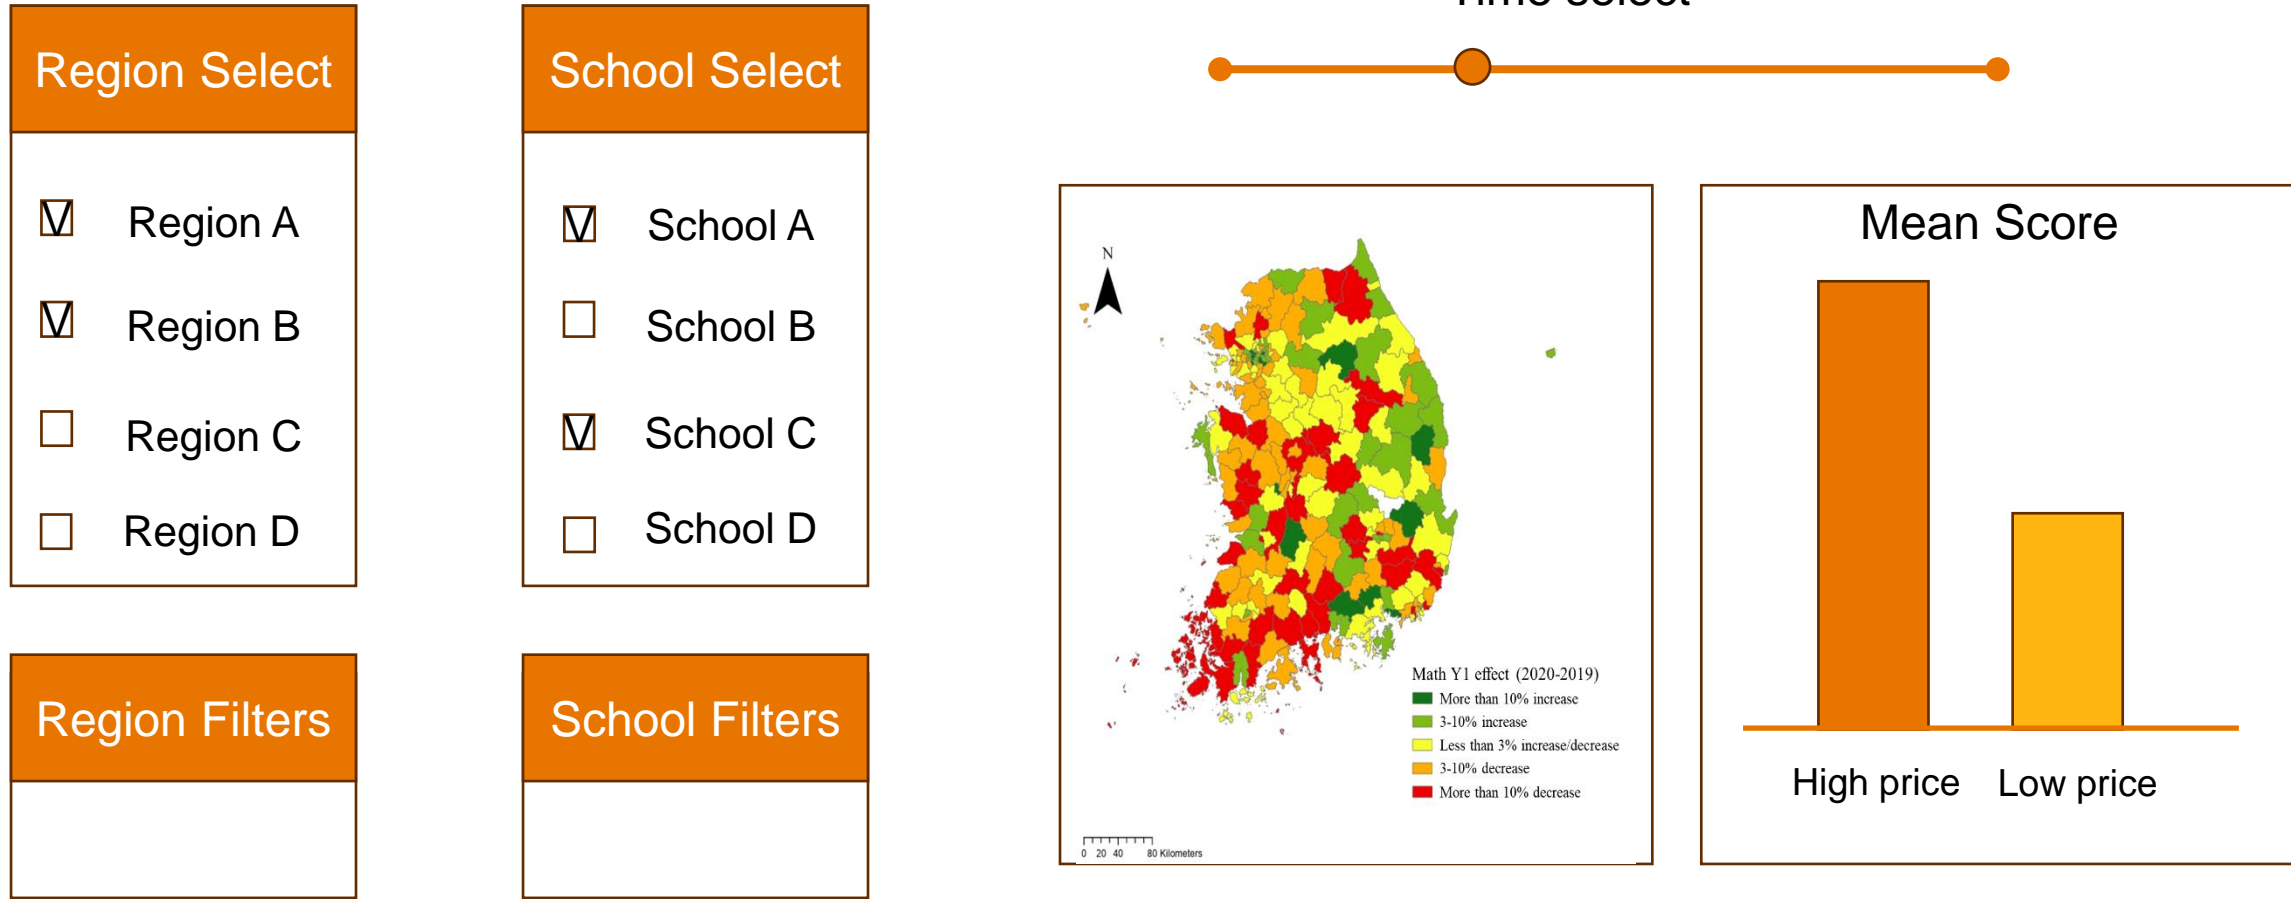 Time select
Region Select
V Region A
V Region B
Region C
Region D
School Select
V School A
School B
V School C
School D
Region Filters
School Filters
N
Math Y1 effect (2020-2019)
More than 10% increase
3-10% increase
Less than 3% increase/decrease
3-10% decrease
More than 10% decrease
0 20 40 80 Kilometers
Mean Score
High price Low price